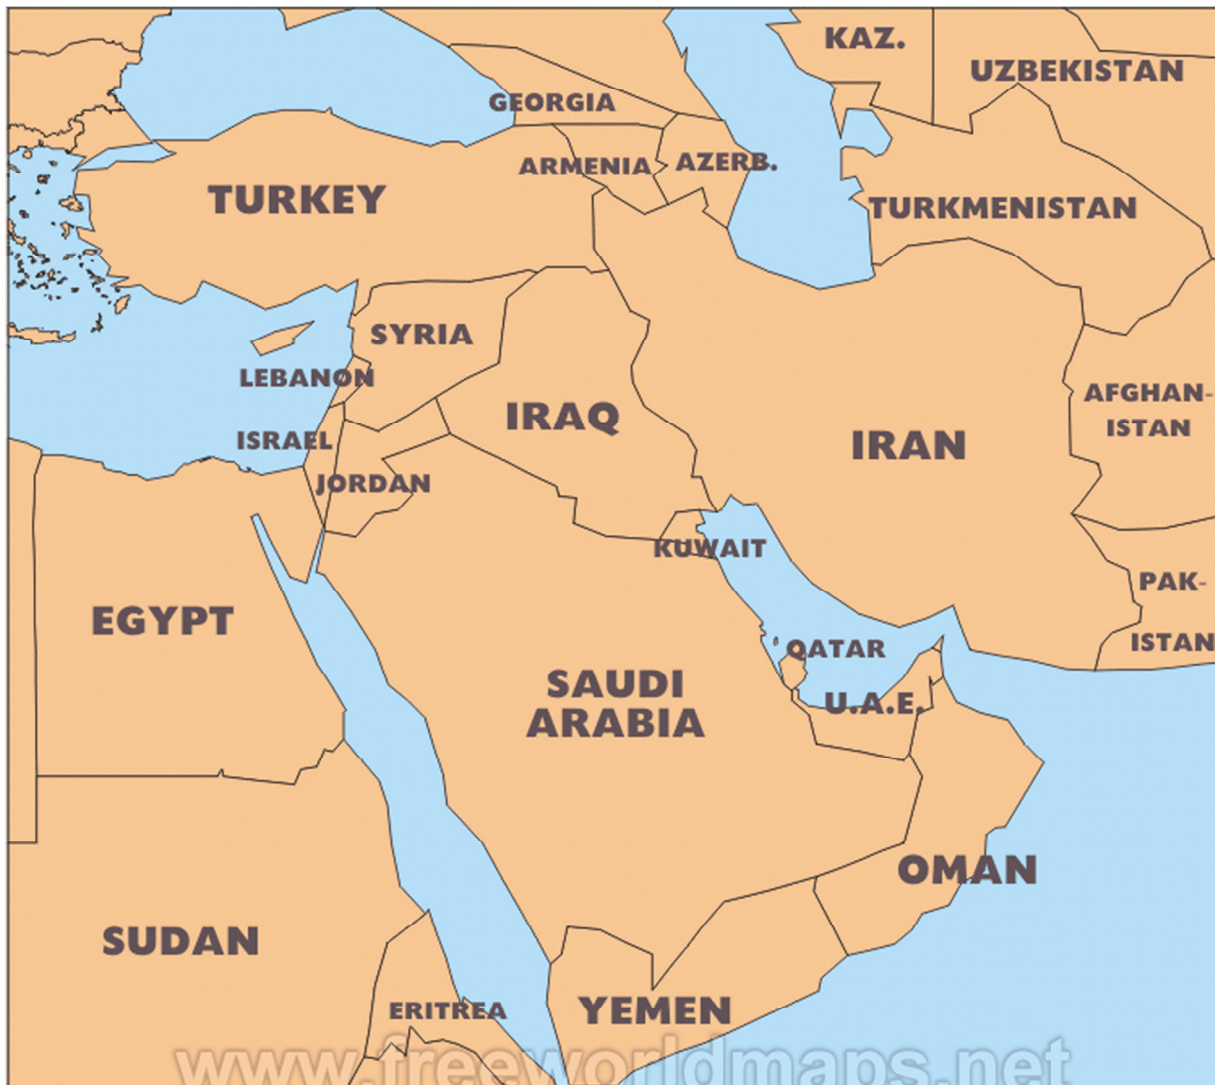 KAZ.
UZBEKISTAN
GEORGIA
ARMENIA
AZERB.
TURKEY
TURKMENISTAN
SYRIA
LEBANON
AFGHAN-
ISTAN
IRAQ
ISRAEL
IRAN
JORDAN
KUWAIT
PAK-
ISTAN
EGYPT
QATAR
SAUDI
ARABIA
U.A.E.
OMAN
SUDAN
ERITREA
YEMEN
www.freeworldmaps.net